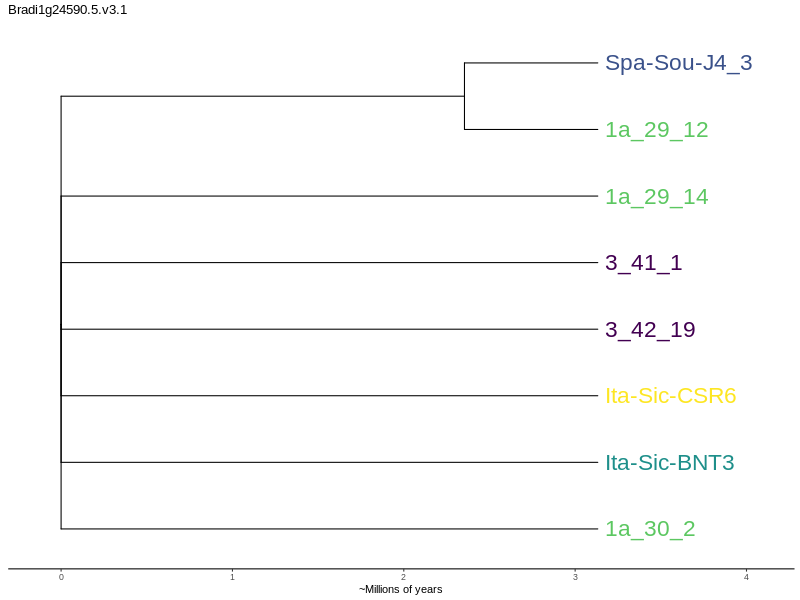 Bradi1g24590.5.v3.1
Spa-Sou-J4_3
1a_29_12
1a_29_14
3_41_1
3_42_19
Ita-Sic-CSR6
Ita-Sic-BNT3
1a_30_2
0 1 2 3 4
~Millions of years